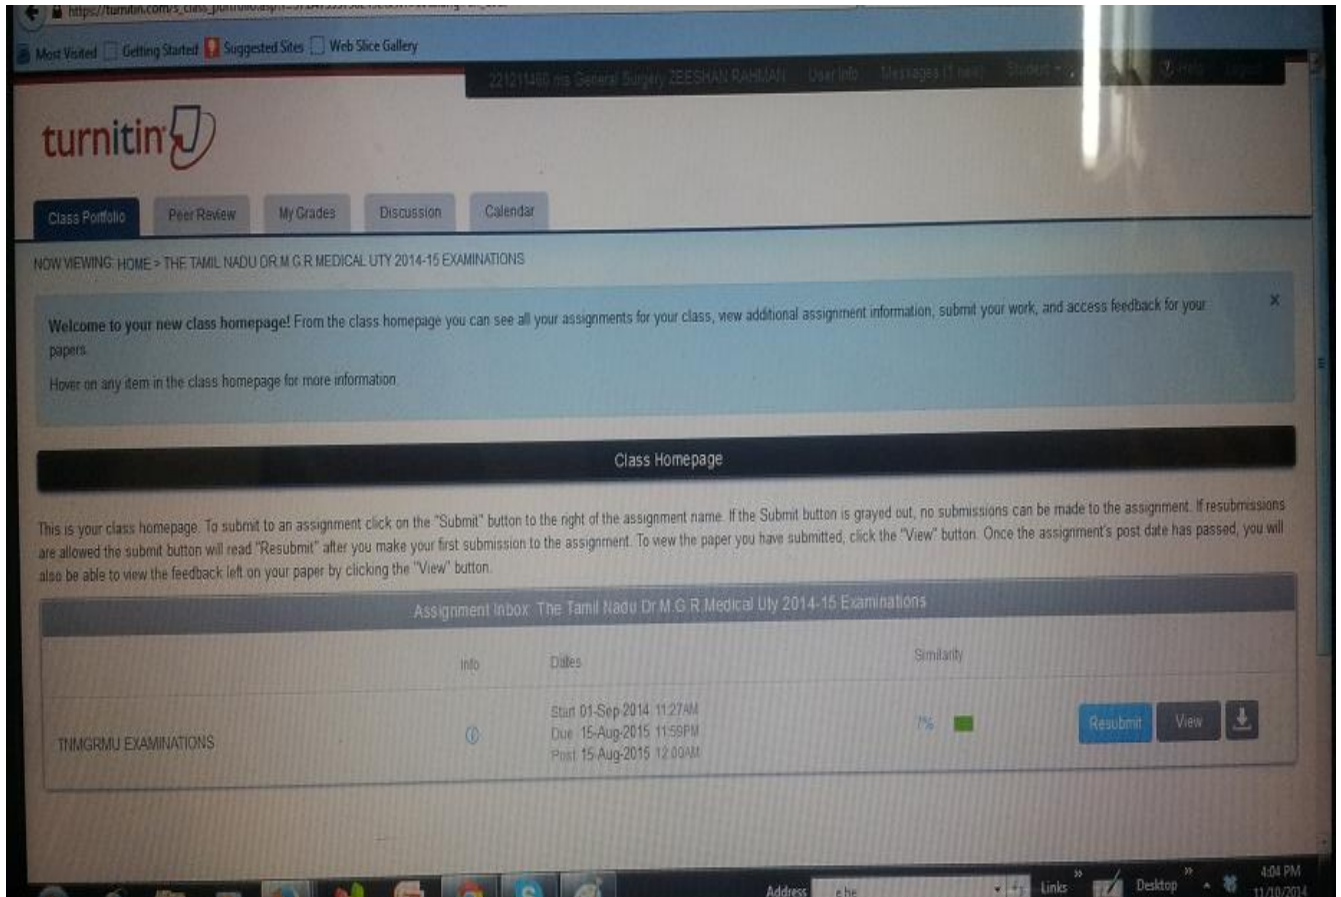 Most Visited Getting Started Suggested Sites Web Slice Gallery
ms General Surgery ZEESHAN RAHMAN User Info Messages (1 new) Student Help Logout
turnitin
Class Portfolio Peer Review My Grades Discussion Calendar
NOW VIEWING: HOME > THE TAMIL NADU DR.M.G.R.MEDICAL UTY 2014-15 EXAMINATIONS
Welcome to your new class homepage! From the class homepage you can see all your assignments for your class, view additional assignment information, submit your work, and access feedback for your
papers.
Hover on any item in the class homepage for more information.
Class Homepage
This is your class homepage. To submit to an assignment click on the "Submit" button to the right of the assignment name. If the Submit button is grayed out, no submissions can be made to the assignment. If resubmissions
are allowed the submit button will read "Resubmit" after you make your first submission to the assignment. To view the paper you have submitted, click the "View" button. Once the assignment's post date has passed, you will
also be able to view the feedback left on your paper by clicking the "View" button.
Assignment Inbox: The Tamil Nadu Dr.M.G.R.Medical Uty 2014-15 Examinations
Info Dates Similarity
Start 01-Sep-2014 11:27AM
TNMGRMU EXAMINATIONS Due 15-Aug-2015 11:59PM 7% Resubmit View
Post 15-Aug-2015 12:00AM
Address Links Desktop 4:04 PM
11/10/2014